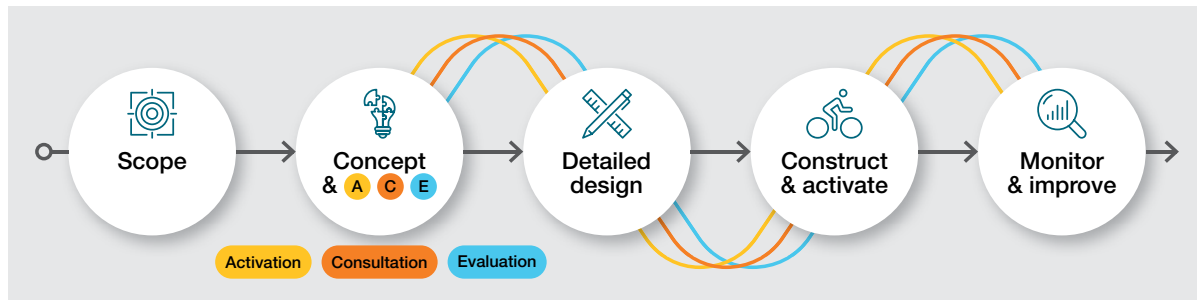 Scope
Concept
& A C E
Detailed
design
Construct
& activate
Monitor
& improve
Activation
Consultation
Evaluation